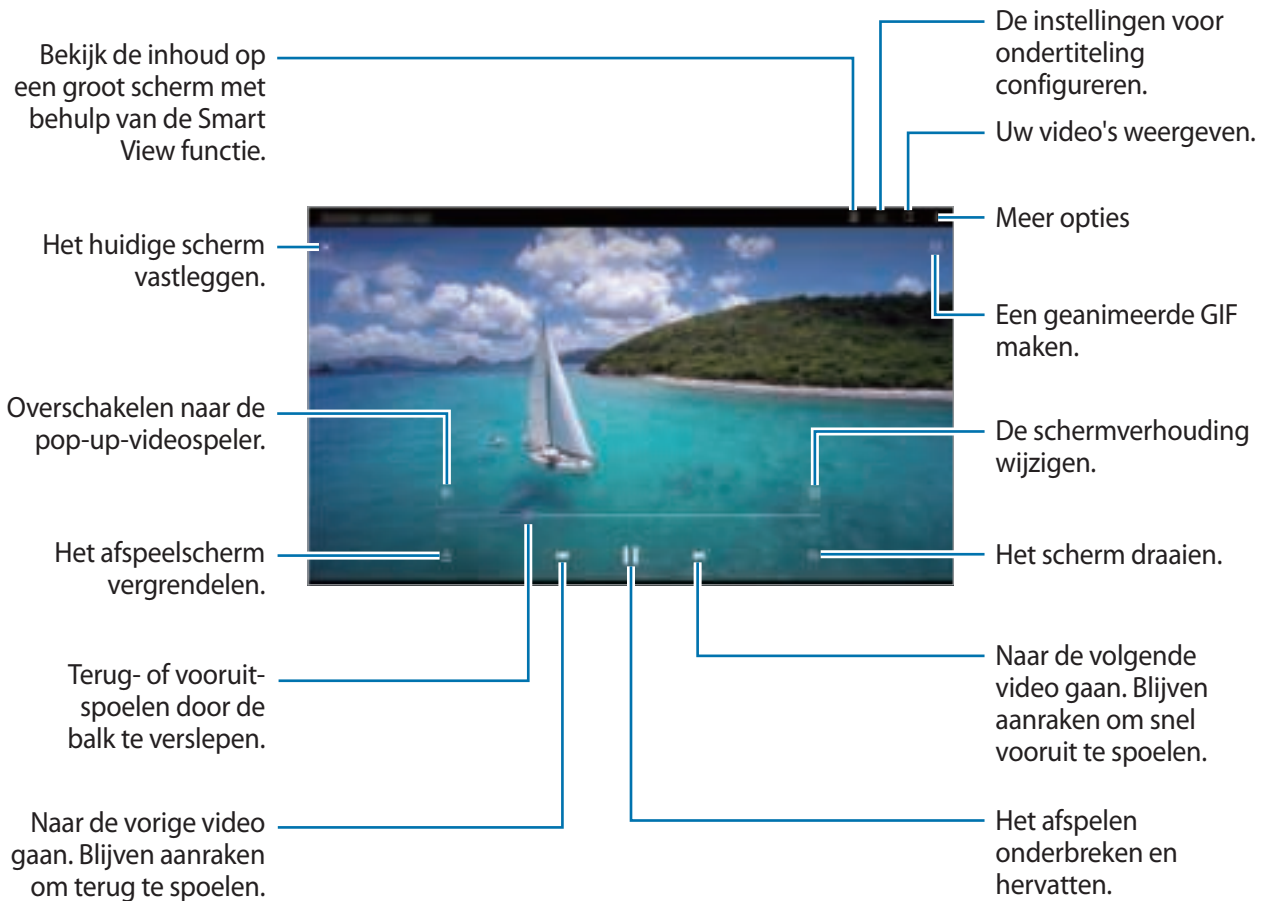 Bekijk de inhoud op
een groot scherm met
behulp van de Smart
View functie.
Het huidige scherm
vastleggen.
Overschakelen naar de
pop-up-videospeler.
Het afspeelscherm
vergrendelen.
Terug- of vooruit-
spoelen door de
balk te verslepen.
Naar de vorige video
gaan. Blijven aanraken
om terug te spoelen.
De instellingen voor
ondertiteling
configureren.
Uw video's weergeven.
Meer opties
Een geanimeerde GIF
maken.
De schermverhouding
wijzigen.
Het scherm draaien.
Naar de volgende
video gaan. Blijven
aanraken om snel
vooruit te spoelen.
Het afspelen
onderbreken en
hervatten.